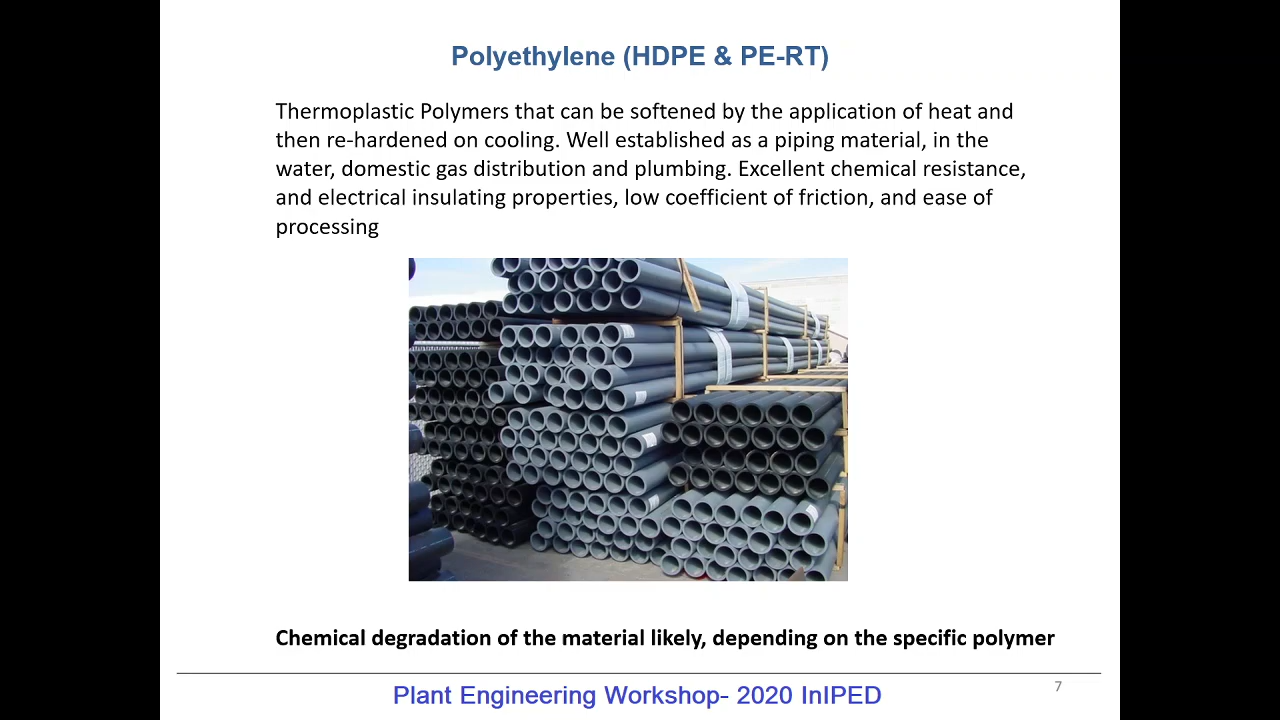 Polyethylene (HDPE & PE-RT)
Thermoplastic Polymers that can be softened by the application of heat and
then re-hardened on cooling. Well established as a piping material, in the
water, domestic gas distribution and plumbing. Excellent chemical resistance,
and electrical insulating properties, low coefficient of friction, and ease of
processing
Chemical degradation of the material likely, depending on the specific polymer
Plant Engineering Workshop- 2020 InIPED
7